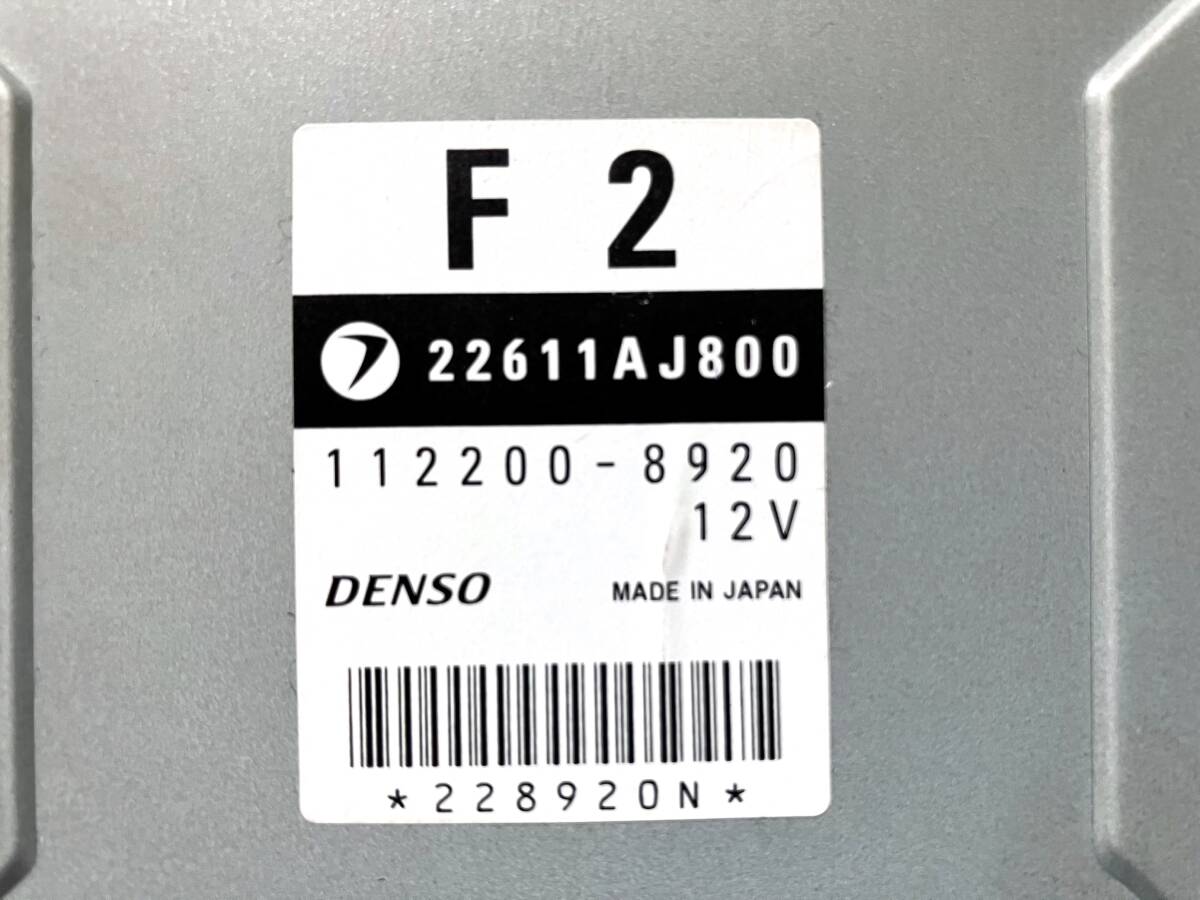 F 2
22611AJ800
112200-8920
12V
DENSO MADE IN JAPAN
*228920N*